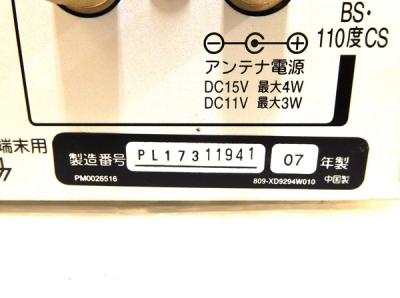 BS・
110度CS
アンテナ電源
DC15V 最大4W
DC11V 最大3W
端末用
製造番号 PL17311941 07 年製
PM0026516 809-XD9294W010 中国製